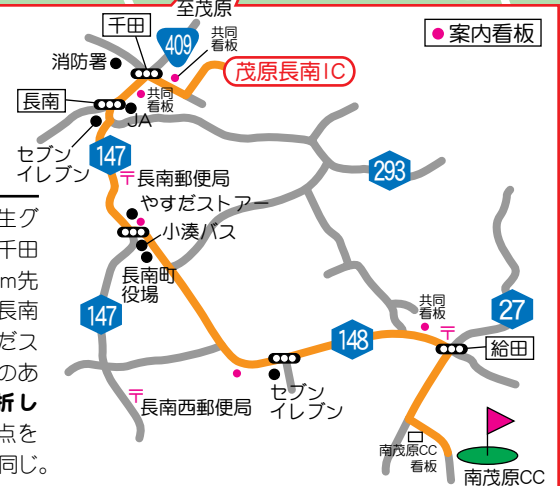 至茂原
千田
409
共同
看板
案内看板
消防署
茂原長南IC
長南
共同
看板
JA
セブン
イレブン
147
長南郵便局
293
やすだストアー
小湊バス
長南町
役場
生グ
千田
m先
長南
だス
のあ
折し
点を
同じ。
147
共同
看板
27
148
給田
セブン
イレブン
長南西郵便局
南茂原CC
看板
南茂原CC